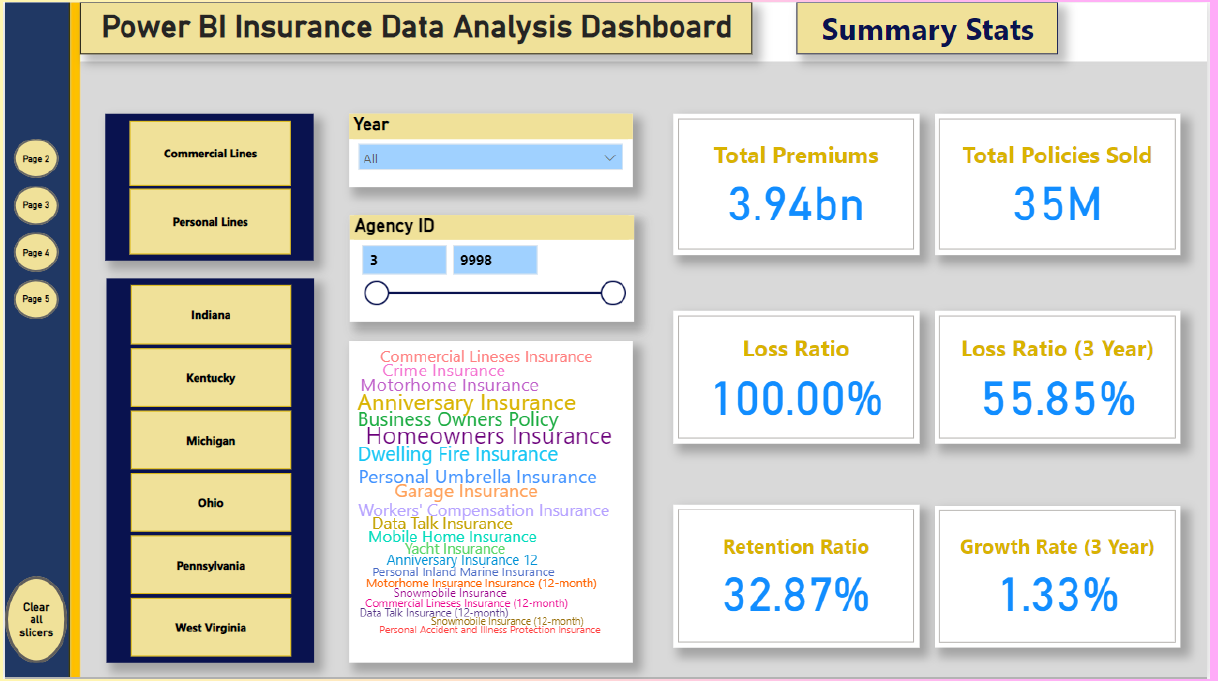 Power BI Insurance Data Analysis Dashboard
Summary Stats
Page 2
Page 3
Page 4
Page 5
Clear
all
slicers
Commercial Lines
Personal Lines
Indiana
Kentucky
Michigan
Ohio
Pennsylvania
West Virginia
Year
All
Agency ID
3
9998
Commercial Lineses Insurance
Crime Insurance
Motorhome Insurance
Anniversary Insurance
Business Owners Policy
Homeowners Insurance
Dwelling Fire Insurance
Personal Umbrella Insurance
Garage Insurance
Workers' Compensation Insurance
Data Talk Insurance
Mobile Home Insurance
Yacht Insurance
Anniversary Insurance 12
Personal Inland Marine Insurance
Motorhome Insurance Insurance (12-month)
Snowmobile Insurance
Commercial Lineses Insurance (12-month)
Data Talk Insurance (12-month)
Snowmobile Insurance (12-month)
Personal Accident and Illness Protection Insurance
Total Premiums
3.94bn
Total Policies Sold
35M
Loss Ratio
100.00%
Loss Ratio (3 Year)
55.85%
Retention Ratio
32.87%
Growth Rate (3 Year)
1.33%